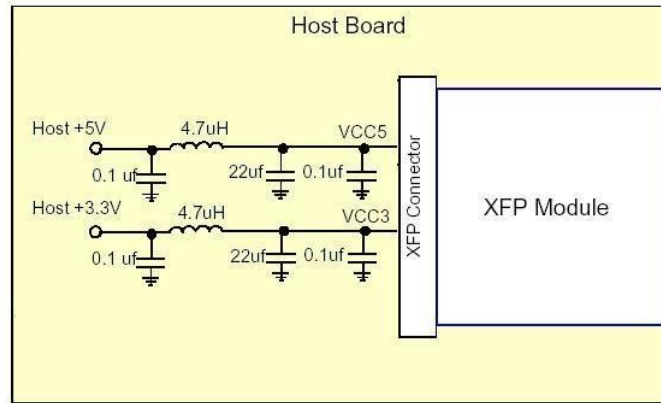 Host Board
Host +5V
4.7uH
VCC5
0.1 uf
22uf
0.1uf
Host +3.3V
4.7uH
VCC3
0.1 uf
22uf
0.1uf
XFP Connector
XFP Module